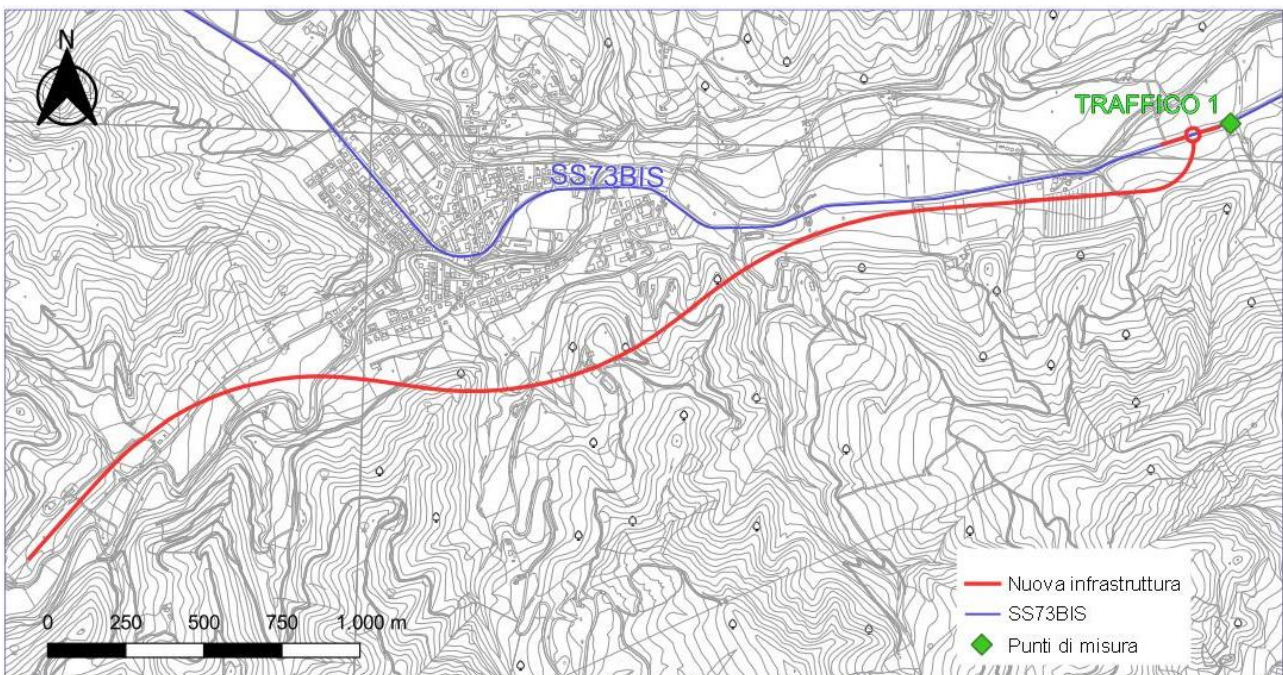 N
TRAFFICO 1
SS73BIS
Nuova infrastruttura
SS73BIS
Punti di misura
0 250 500 750 1.000 m